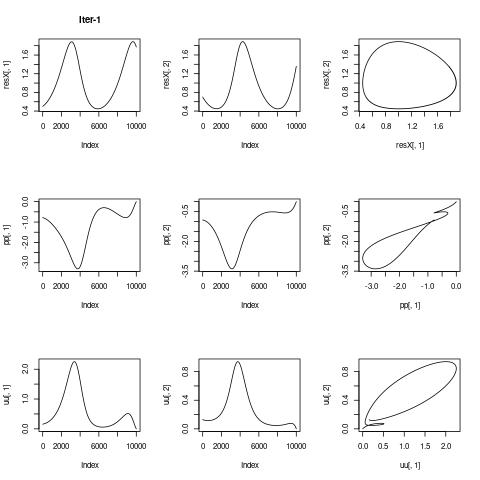 Iter-1
resX[, 1]
0.4 0.8 1.2 1.6
0 2000 6000 10000
Index
resX[, 2]
0.4 0.8 1.2 1.6
0 2000 6000 10000
Index
resX[, 2]
0.4 0.8 1.2 1.6
0.4 0.8 1.2 1.6
resX[, 1]
pp[, 1]
-3.0 -2.0 -1.0 0.0
0 2000 6000 10000
Index
pp[, 2]
-3.5 -2.0 -0.5
0 2000 6000 10000
Index
pp[, 2]
-3.5 -2.0 -0.5
-3.0 -2.0 -1.0 0.0
pp[, 1]
uu[, 1]
0.0 1.0 2.0
0 2000 6000 10000
Index
uu[, 2]
0.0 0.4 0.8
0 2000 6000 10000
Index
uu[, 2]
0.0 0.4 0.8
0.0 0.5 1.0 1.5 2.0
uu[, 1]